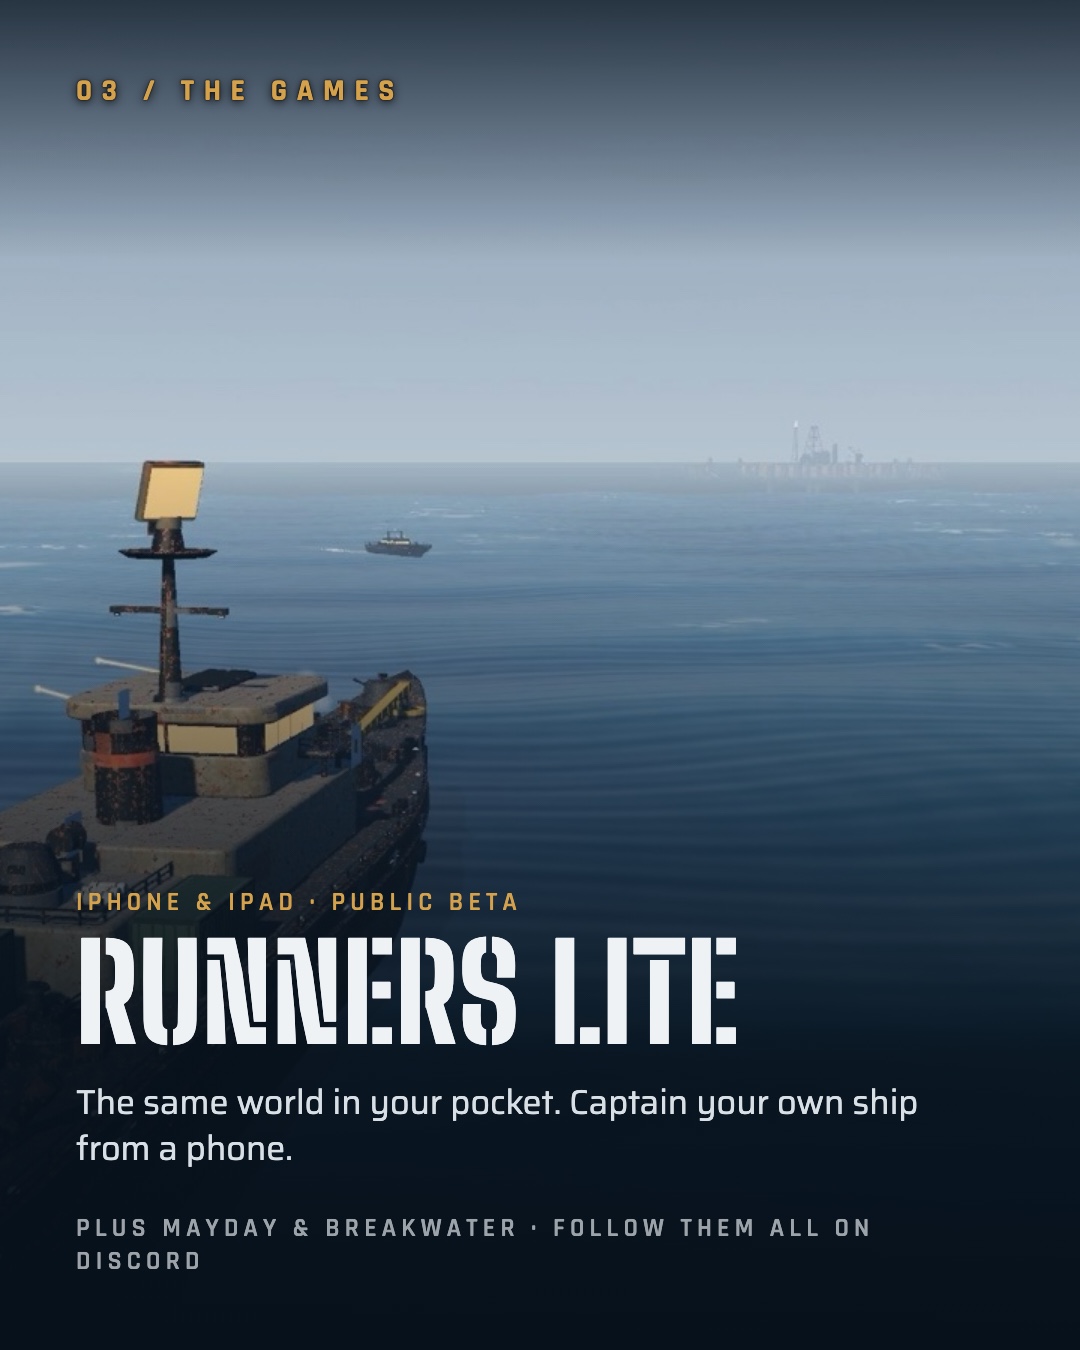 03 / THE GAMES
IPHONE & IPAD · PUBLIC BETA
RUNNERS LITE
The same world in your pocket. Captain your own ship
from a phone.
PLUS MAYDAY & BREAKWATER · FOLLOW THEM ALL ON
DISCORD